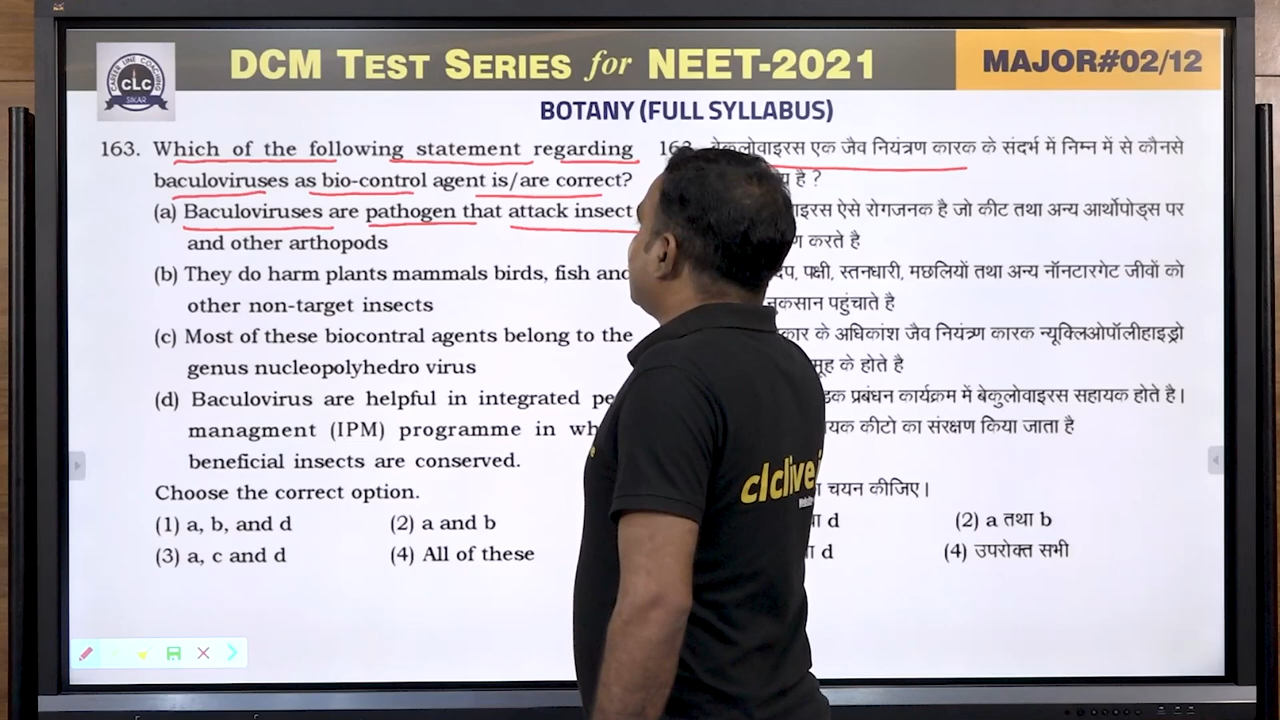 DCM TEST SERIES for NEET-2021
MAJOR#02/12
CAREER LINE COACHING
CLC
SIKAR
BOTANY (FULL SYLLABUS)
163. Which of the following statement regarding
baculoviruses as bio-control agent is/are correct?
(a) Baculoviruses are pathogen that attack insect
and other arthopods
(b) They do harm plants mammals birds, fish and
other non-target insects
(c) Most of these biocontral agents belong to the
genus nucleopolyhedro virus
(d) Baculovirus are helpful in integrated
managment (IPM) programme in
beneficial insects are conserved.
Choose the correct option.
(1) a, b, and d (2) a and b
(3) a, c and d (4) All of these
बेकुलोवाइरस एक जैव नियंत्रण कारक के संदर्भ में निम्न में से कौनसे
है ?
ऐसे रोगजनक है जो कीट तथा अन्य आर्थोपोड्स पर
करते है
पक्षी, स्तनधारी, मछलियों तथा अन्य नॉनटारगेट जीवों को
नुकसान पहुंचाते है
के अधिकांश जैव नियंत्रण कारक न्यूक्लिओपॉलीहाइड्रो
के होते है
प्रबंधन कार्यक्रम में बेकुलोवाइरस सहायक होते है।
कीटो का संरक्षण किया जाता है
चयन कीजिए।
d (2) a तथा b
d (4) उपरोक्त सभी
clclive.i